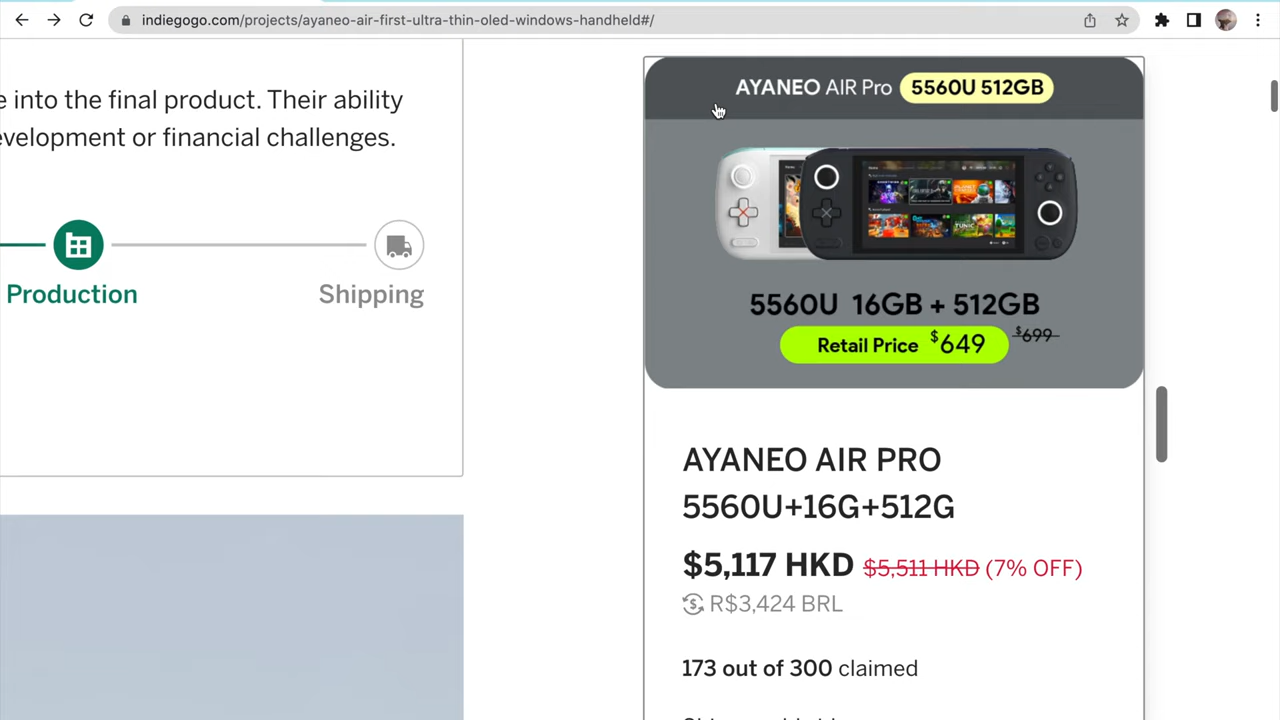 indiegogo.com/projects/ayaneo-air-first-ultra-thin-oled-windows-handheld#/
e into the final product. Their ability
evelopment or financial challenges.
Production
Shipping
AYANEO AIR Pro 5560U 512GB
5560U 16GB + 512GB
Retail Price $649 $699
AYANEO AIR PRO
5560U+16G+512G
$5,117 HKD $5,511 HKD (7% OFF)
R$3,424 BRL
173 out of 300 claimed